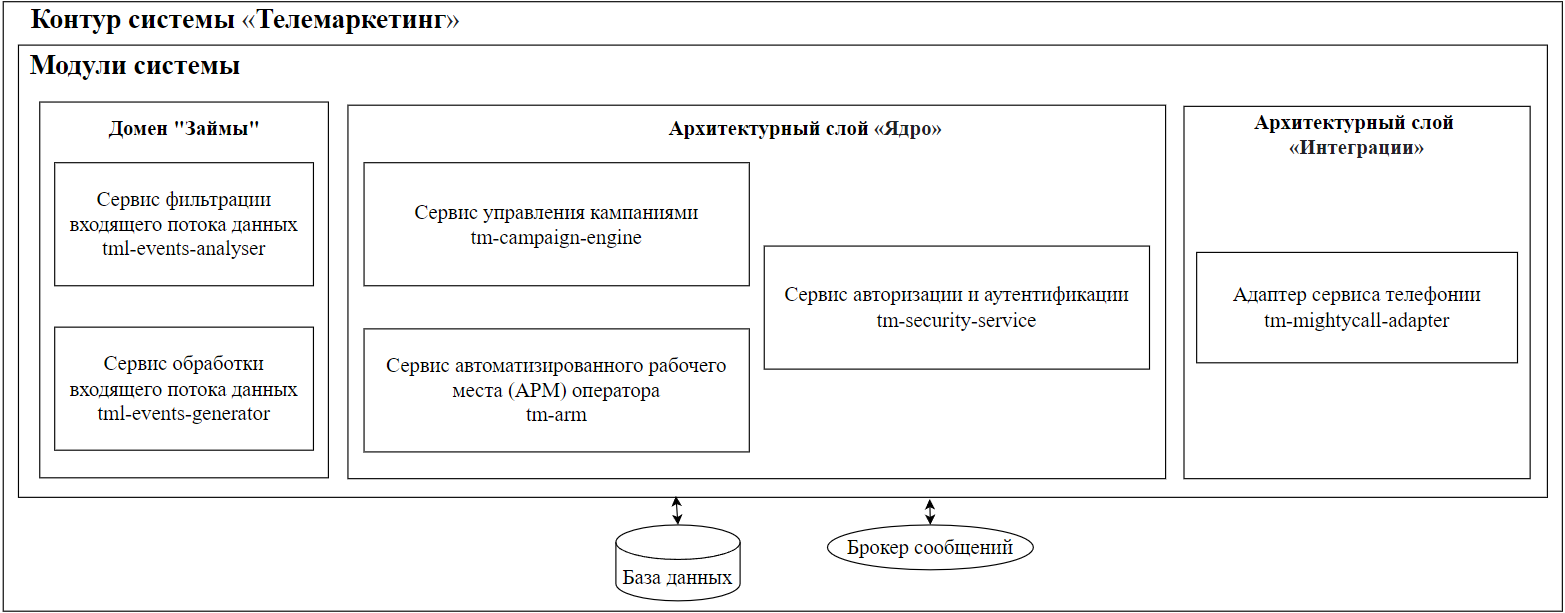 Контур системы «Телемаркетинг»
Модули системы
Домен "Займы"
Сервис фильтрации
входящего потока данных
tml-events-analyser
Сервис обработки
входящего потока данных
tml-events-generator
Архитектурный слой «Ядро»
Сервис управления кампаниями
tm-campaign-engine
Сервис автоматизированного рабочего
места (АРМ) оператора
tm-arm
Сервис авторизации и аутентификации
tm-security-service
Архитектурный слой
«Интеграции»
Адаптер сервиса телефонии
tm-mightycall-adapter
База данных
Брокер сообщений